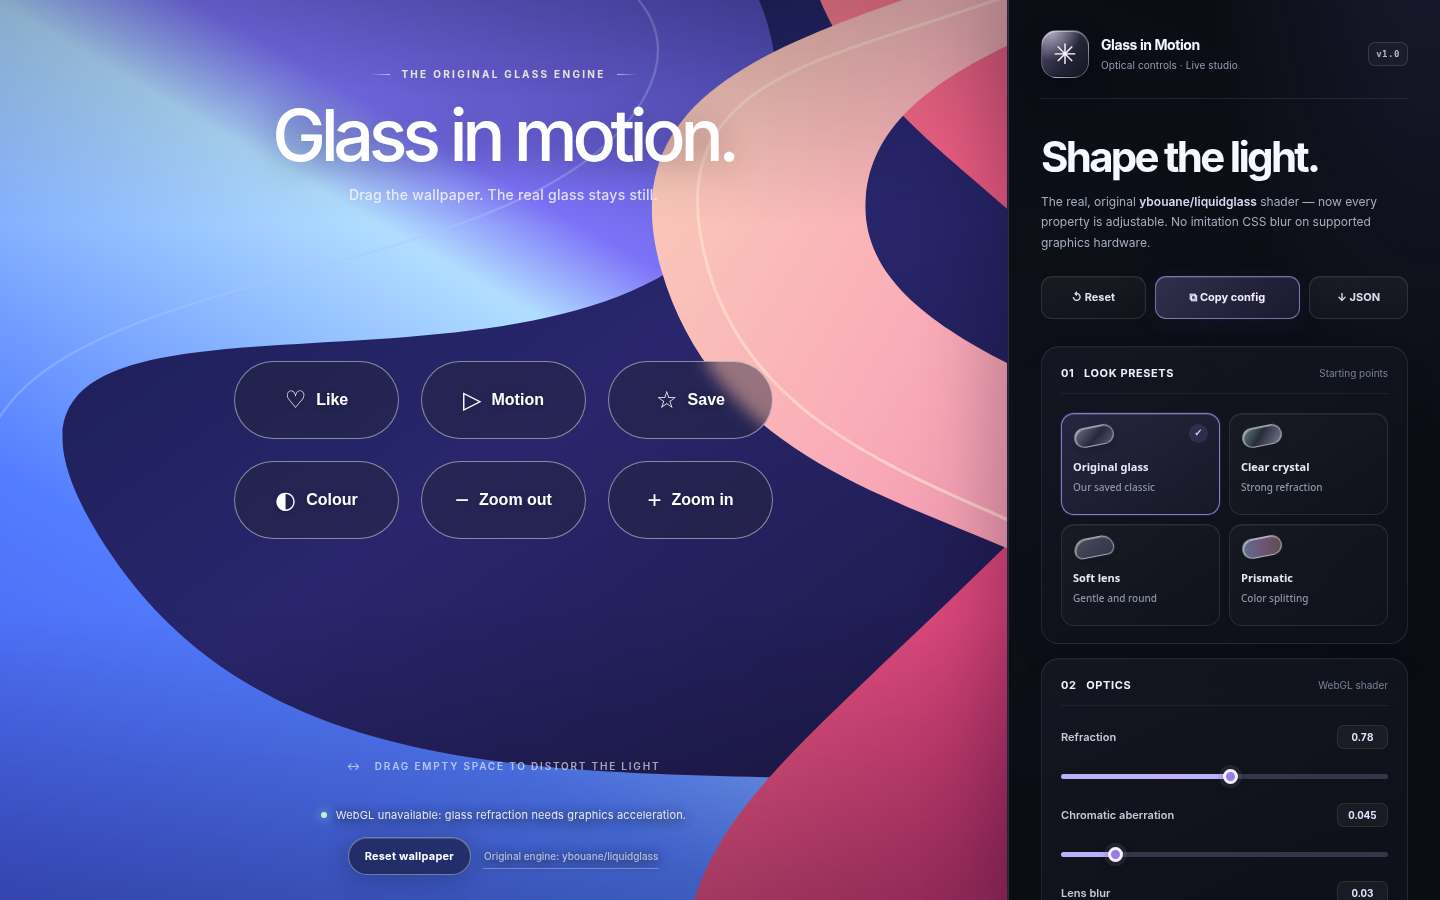 THE ORIGINAL GLASS ENGINE
Glass in motion.
Drag the wallpaper. The real glass stays still.
♡ Like
▷ Motion
☆ Save
◐ Colour
− Zoom out
+ Zoom in
↔ DRAG EMPTY SPACE TO DISTORT THE LIGHT
WebGL unavailable: glass refraction needs graphics acceleration.
Reset wallpaper
Original engine: ybouane/liquidglass
Glass in Motion
Optical controls · Live studio
v1.0
Shape the light.
The real, original ybouane/liquidglass shader — now every
property is adjustable. No imitation CSS blur on supported
graphics hardware.
↺ Reset
⧉ Copy config
↓ JSON
01 LOOK PRESETS
Starting points
✓
Original glass
Our saved classic
Clear crystal
Strong refraction
Soft lens
Gentle and round
Prismatic
Color splitting
02 OPTICS
WebGL shader
Refraction
0.78
Chromatic aberration
0.045
Lens blur
0.03